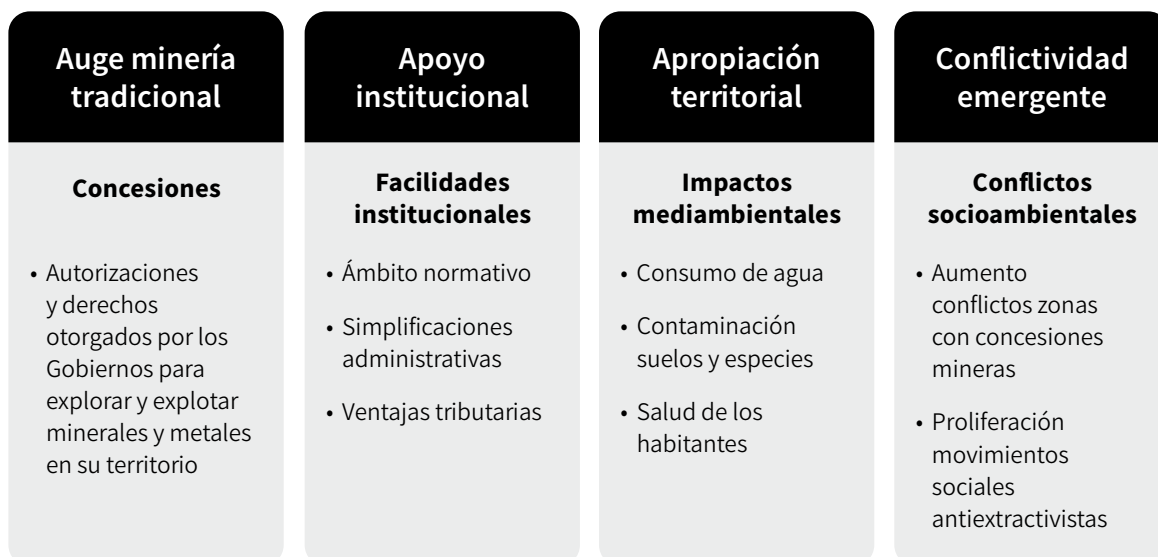 Auge minería
tradicional
Concesiones
• Autorizaciones
y derechos
otorgados por los
Gobiernos para
explorar y explotar
minerales y metales
en su territorio
Apoyo
institucional
Facilidades
institucionales
• Ámbito normativo
• Simplificaciones
administrativas
• Ventajas tributarias
Apropiación
territorial
Impactos
mediambientales
• Consumo de agua
• Contaminación
suelos y especies
• Salud de los
habitantes
Conflictividad
emergente
Conflictos
socioambientales
• Aumento
conflictos zonas
con concesiones
mineras
• Proliferación
movimientos
sociales
antiextractivistas